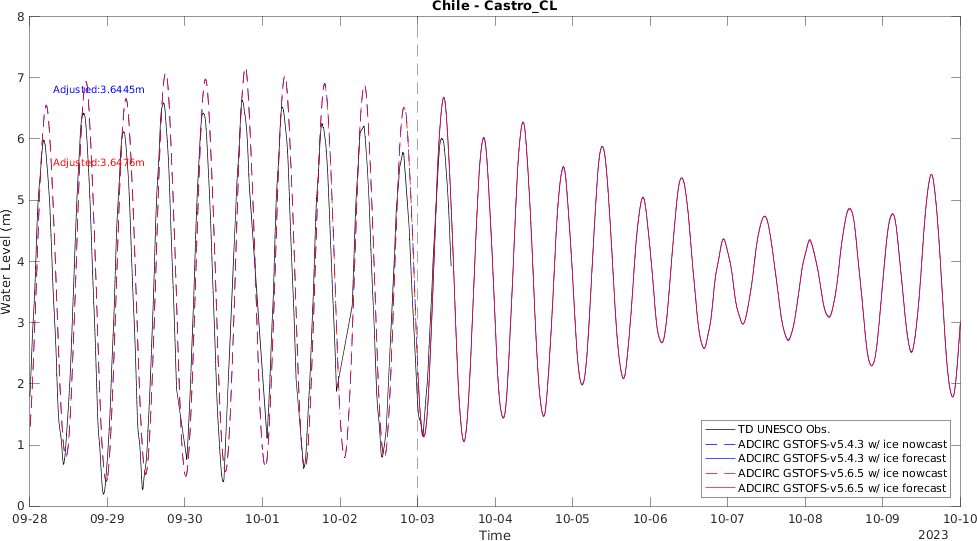 Chile - Castro_CL
8
7
6
5
4
3
2
1
0
Water Level (m)
Adjusted:3.6445m
Adjusted:3.6476m
TD UNESCO Obs.
ADCIRC GSTOFS-v5.4.3 w/ ice nowcast
ADCIRC GSTOFS-v5.4.3 w/ ice forecast
ADCIRC GSTOFS-v5.6.5 w/ ice nowcast
ADCIRC GSTOFS-v5.6.5 w/ ice forecast
09-28 09-29 09-30 10-01 10-02 10-03 10-04 10-05 10-06 10-07 10-08 10-09 10-10
Time
2023